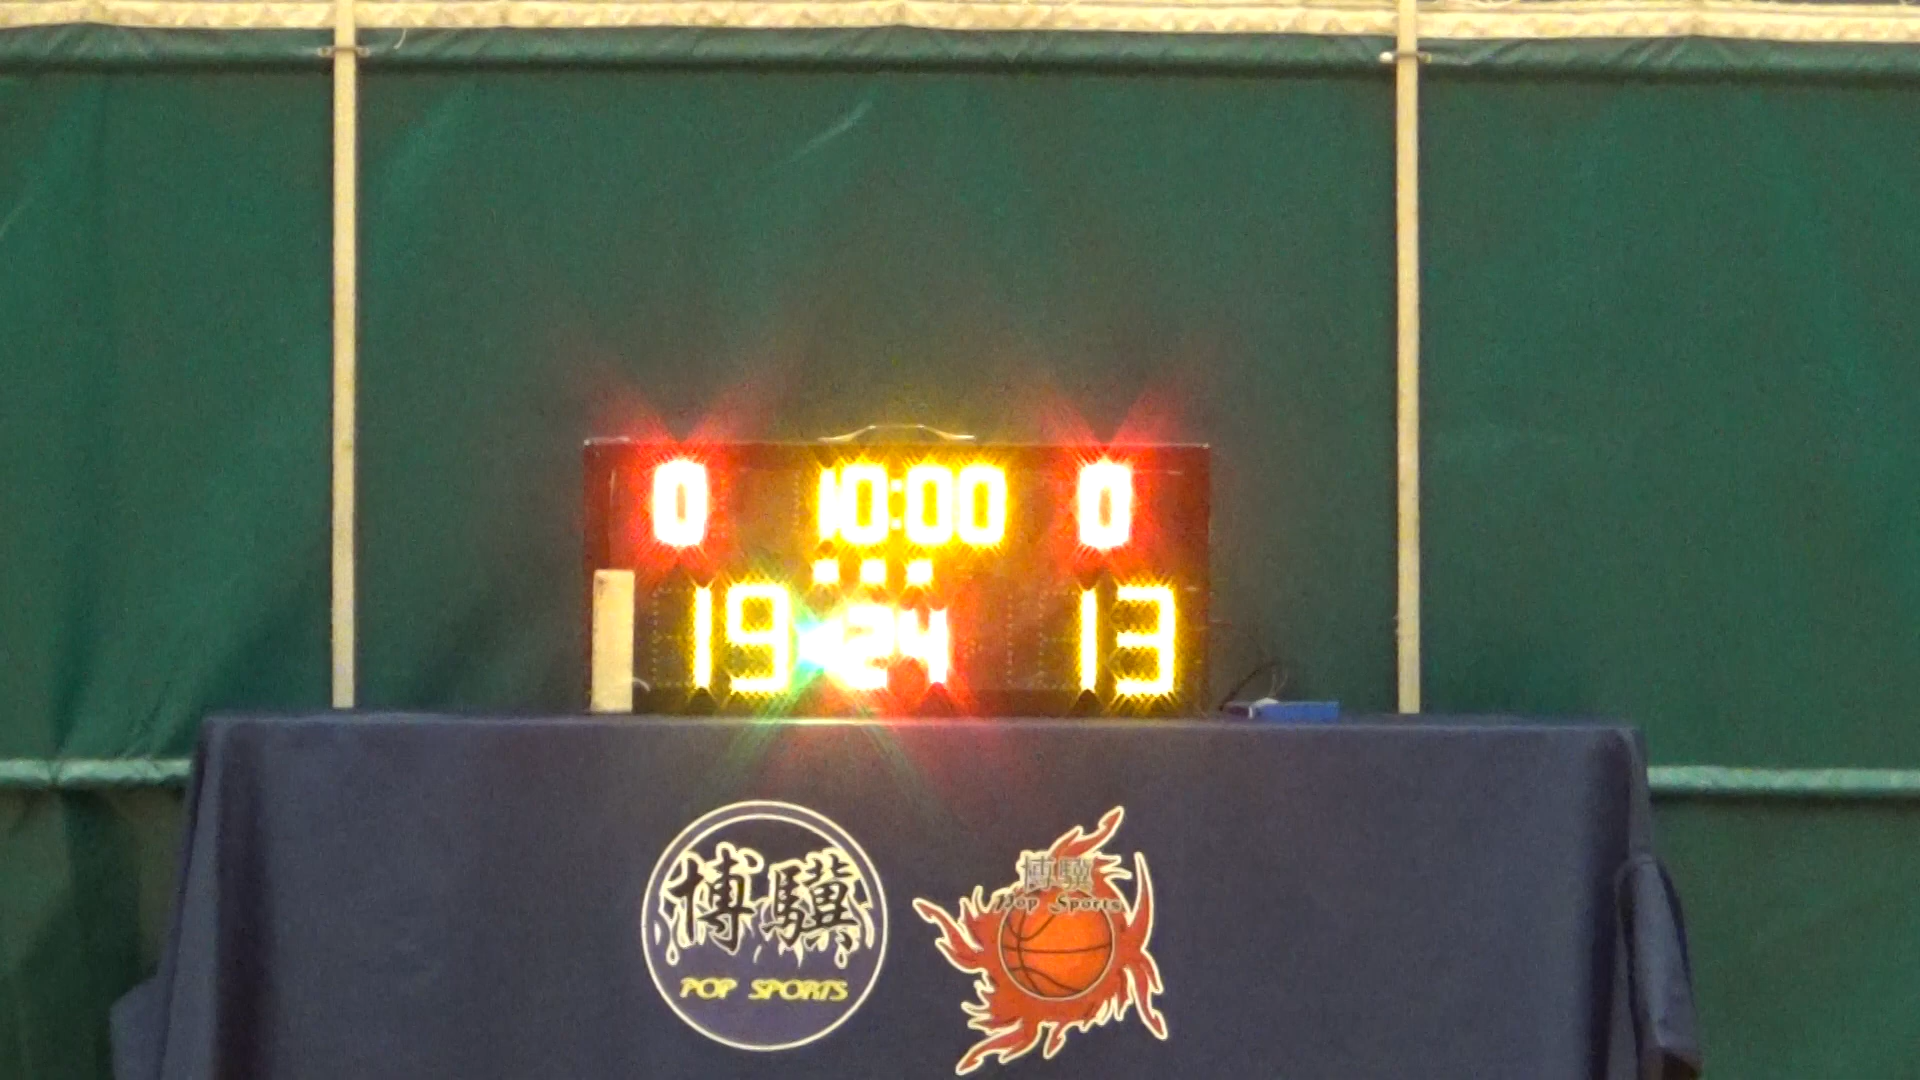 0 10:00 0
19 24 13
博驥
POP SPORTS
博驥
Pop Sports